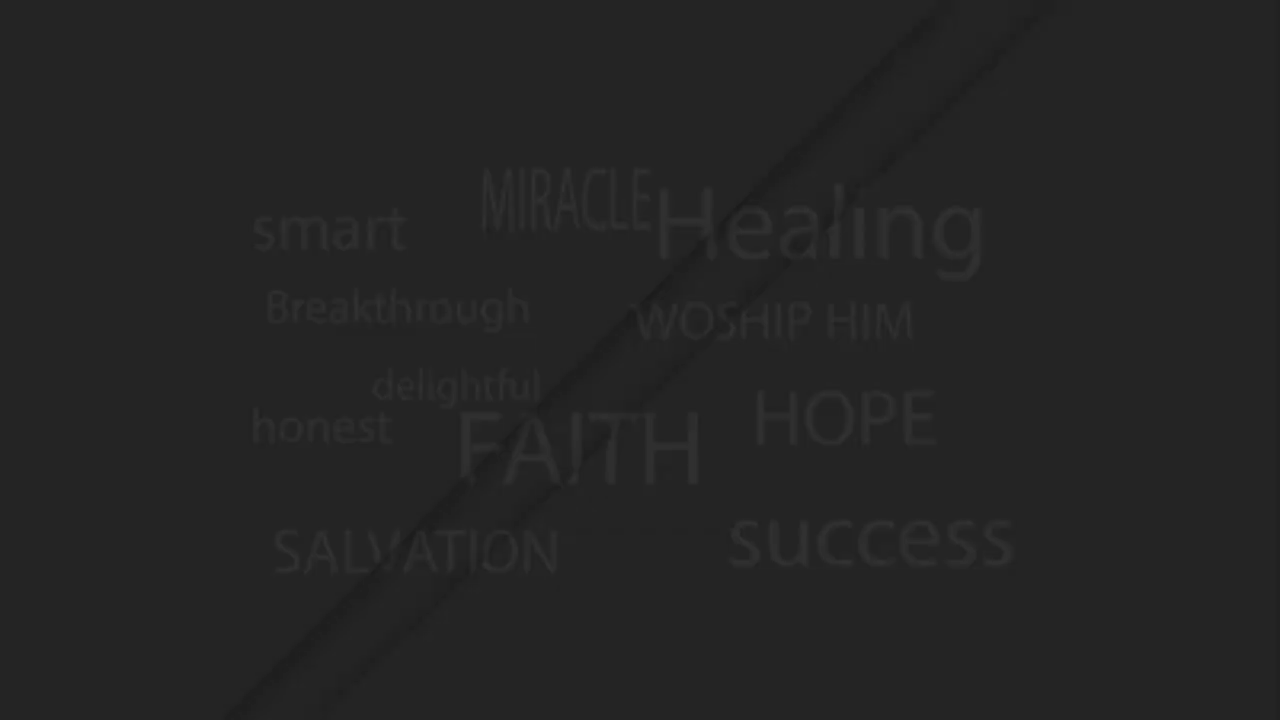 MIRACLE
smart
Healing
Breakthrough
WOSHIP HIM
delightful
honest
FAITH
HOPE
SALVATION
success